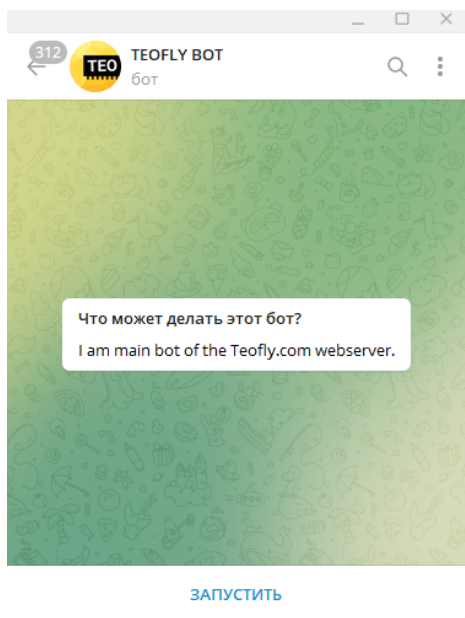 312
TEO
TEOFLY BOT
бот
Что может делать этот бот?
I am main bot of the Teofly.com webserver.
ЗАПУСТИТЬ